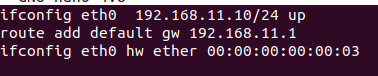 ifconfig eth0  192.168.11.10/24 up
route add default gw 192.168.11.1
ifconfig eth0 hw ether 00:00:00:00:00:03